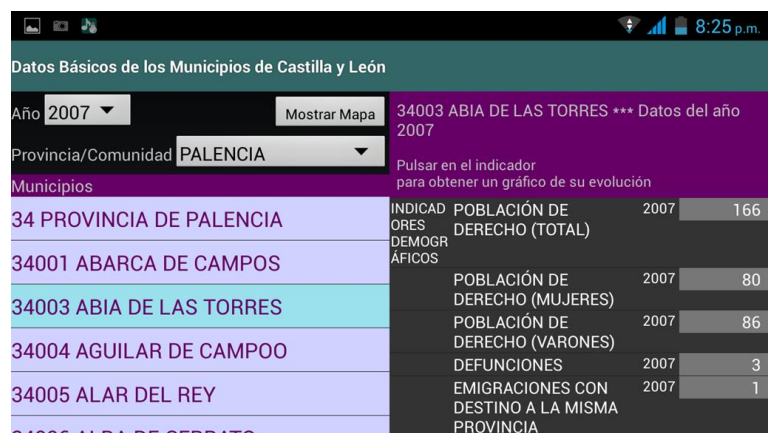 8:25 p.m.
Datos Básicos de los Municipios de Castilla y León
Año 2007
Mostrar Mapa
Provincia/Comunidad PALENCIA
Municipios
34 PROVINCIA DE PALENCIA
34001 ABARCA DE CAMPOS
34003 ABIA DE LAS TORRES
34004 AGUILAR DE CAMPOO
34005 ALAR DEL REY
34003 ABIA DE LAS TORRES *** Datos del año
2007
Pulsar en el indicador
para obtener un gráfico de su evolución
INDICAD
ORES
DEMOGR
ÁFICOS
POBLACIÓN DE 2007 166
DERECHO (TOTAL)
POBLACIÓN DE 2007 80
DERECHO (MUJERES)
POBLACIÓN DE 2007 86
DERECHO (VARONES)
DEFUNCIONES 2007 3
EMIGRACIONES CON 2007 1
DESTINO A LA MISMA
PROVINCIA